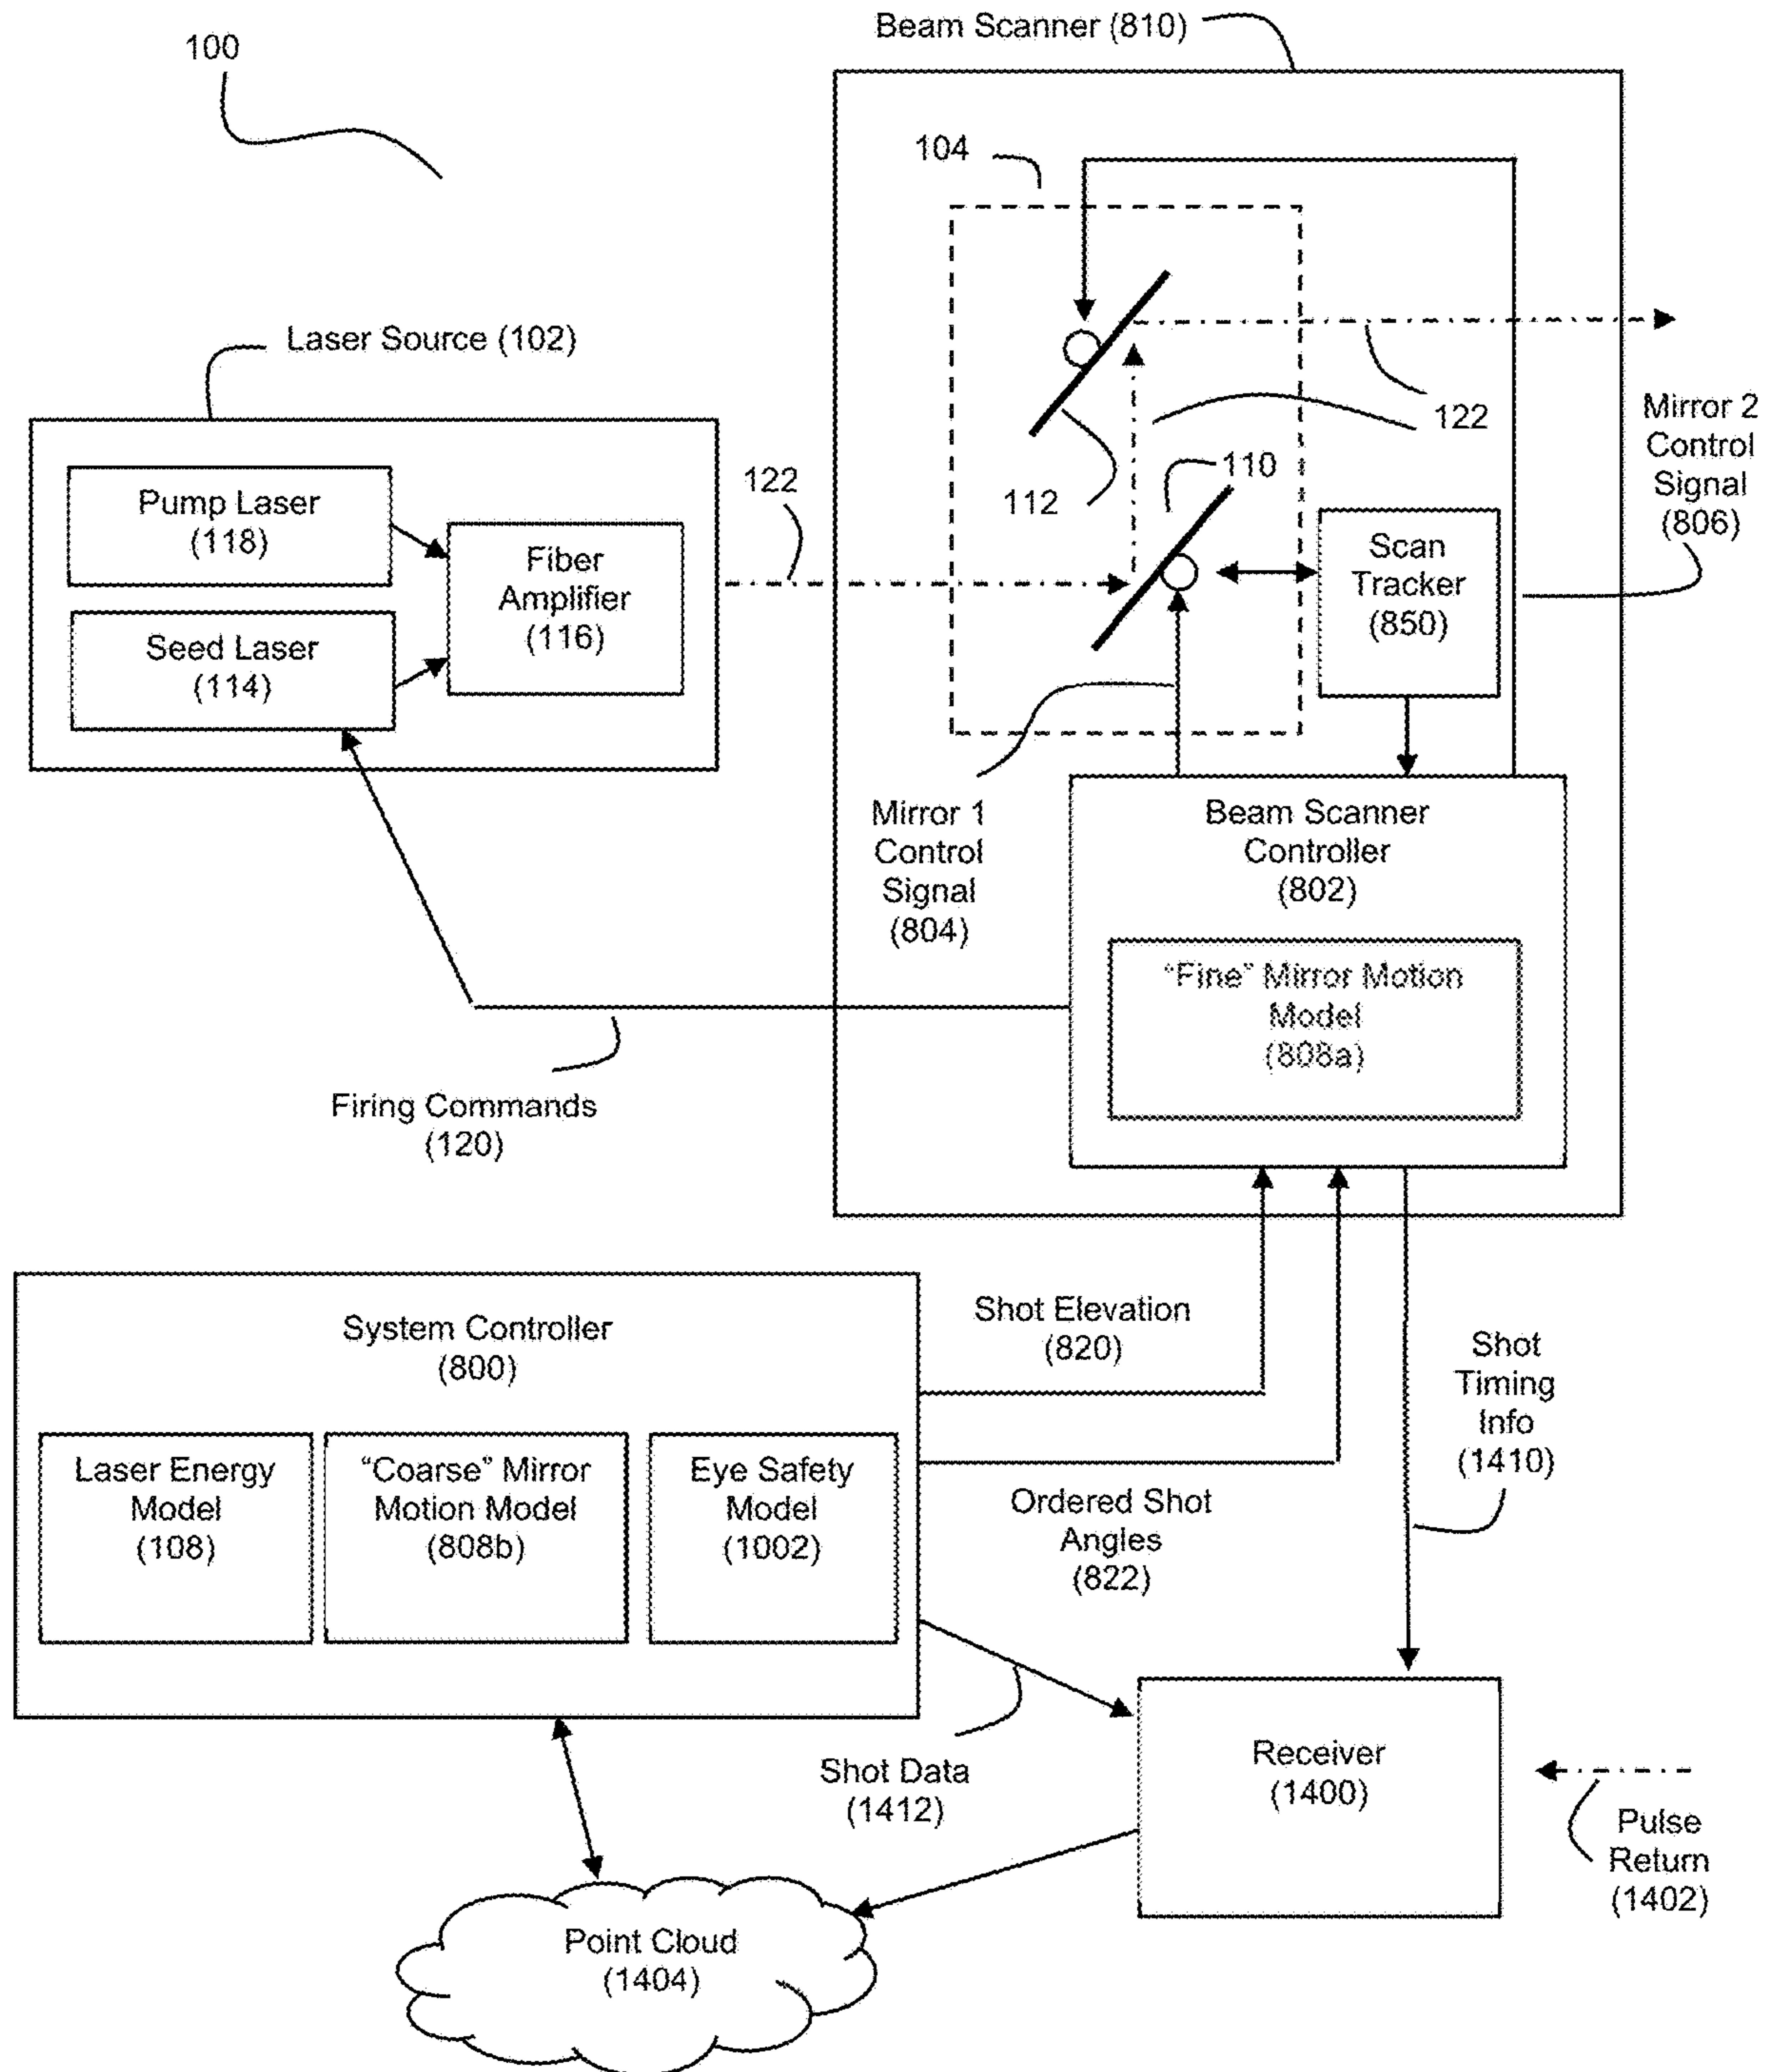 100
Beam Scanner (810)
104
Laser Source (102)
Pump Laser
(118)
Seed Laser
(114)
Fiber
Amplifier
(116)
122
112
110
122
Mirror 2
Control
Signal
(806)
Scan
Tracker
(850)
Mirror 1
Control
Signal
(804)
Beam Scanner
Controller
(802)
“Fine” Mirror Motion
Model
(808a)
Firing Commands
(120)
System Controller
(800)
Laser Energy
Model
(108)
“Coarse” Mirror
Motion Model
(808b)
Eye Safety
Model
(1002)
Shot Elevation
(820)
Ordered Shot
Angles
(822)
Shot
Timing
Info
(1410)
Shot Data
(1412)
Receiver
(1400)
Pulse
Return
(1402)
Point Cloud
(1404)